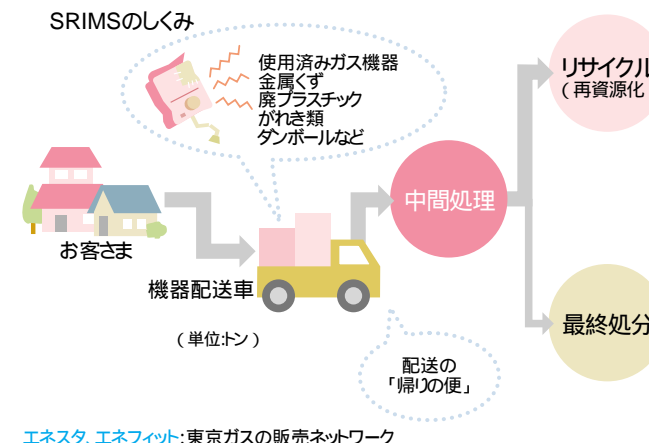 SRIMSのしくみ
使用済みガス機器
金属くず
廃プラスチック
がれき類
ダンボールなど
リサイクル
（再資源化
中間処理
お客さま
機器配送車
（単位:トン）
最終処分
配送の
「帰りの便」
エネスタ、エネフィット:東京ガスの販売ネットワーク